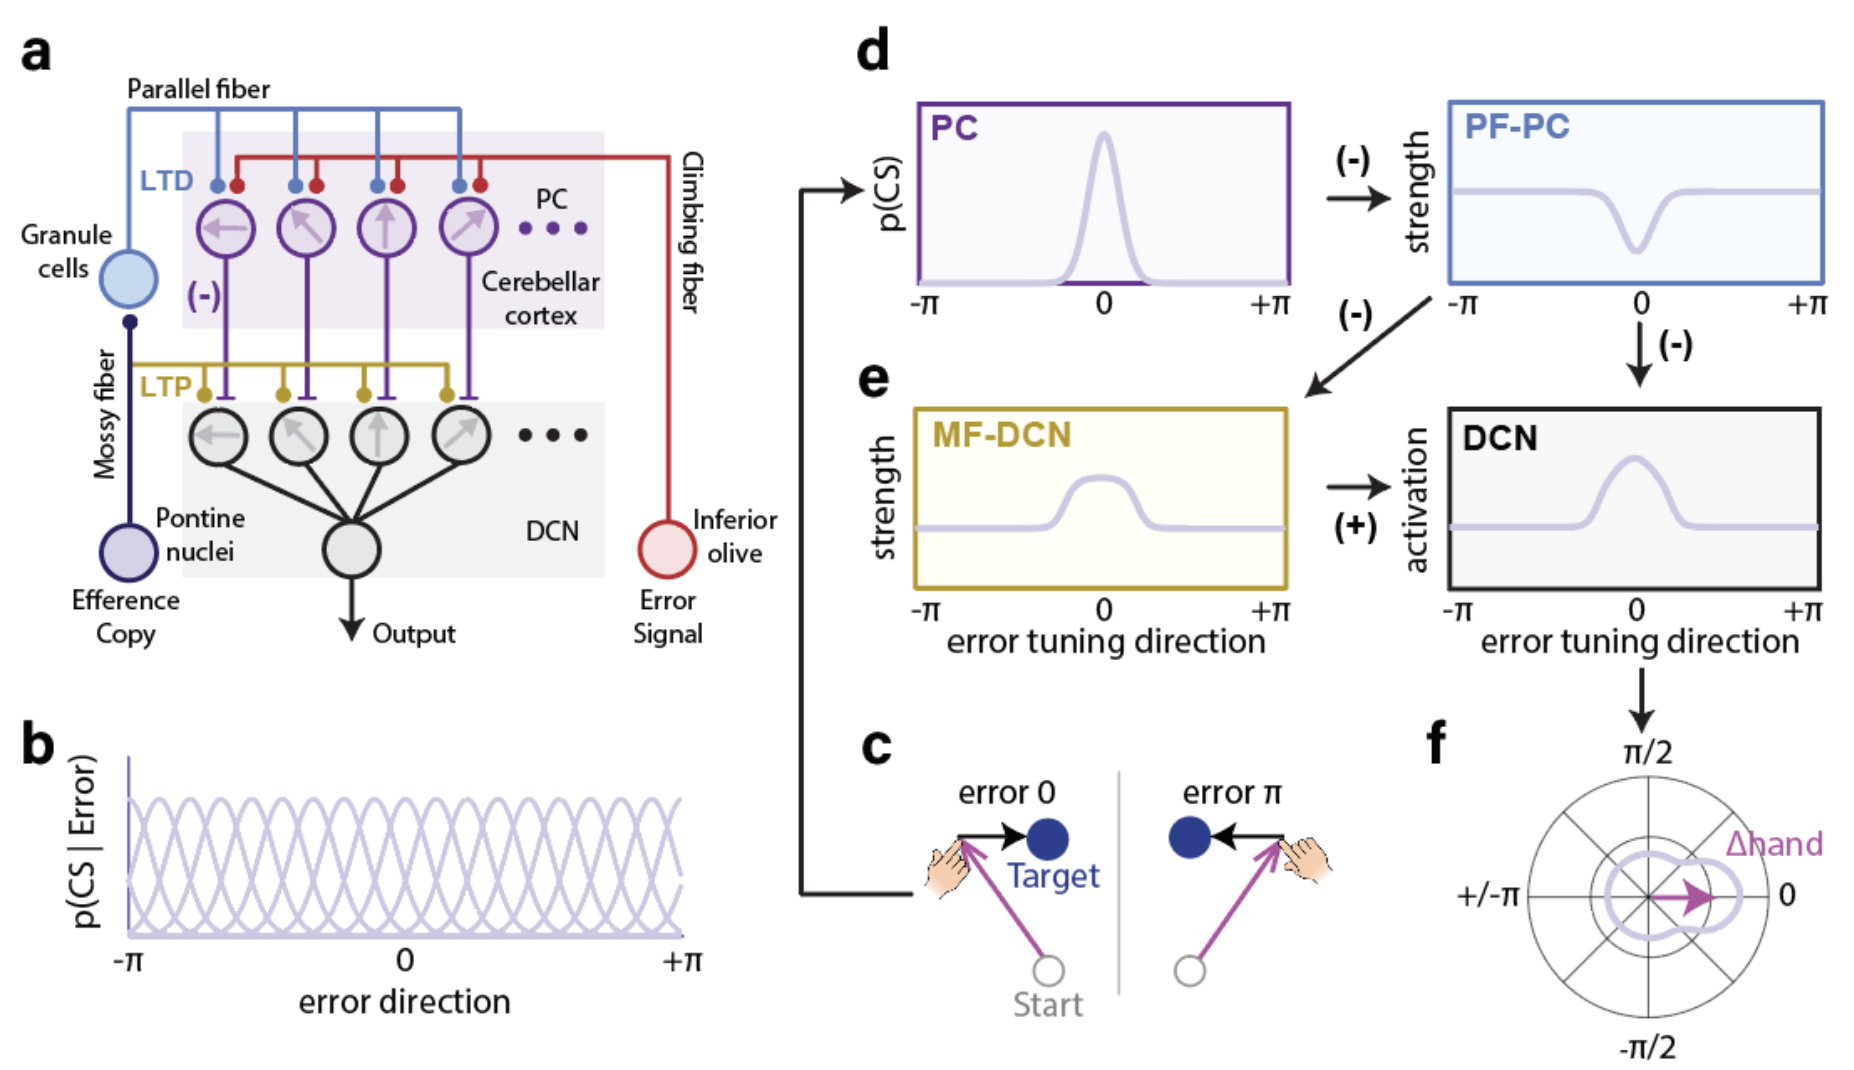 a
Parallel fiber
LTD
PC
Granule
cells
(-)
Cerebellar
cortex
Climbing fiber
Mossy fiber
LTP
Pontine
nuclei
DCN
Inferior
olive
Efference
Copy
Output
Error
Signal
b
p(CS | Error)
-π
0
+π
error direction
c
error 0
error π
Target
Start
d
PC
p(CS)
-π
0
+π
(-)
PF-PC
strength
-π
0
+π
(-)
(-)
e
MF-DCN
strength
-π
0
+π
error tuning direction
(+)
DCN
activation
-π
0
+π
error tuning direction
f
π/2
Δhand
+/-π
0
-π/2